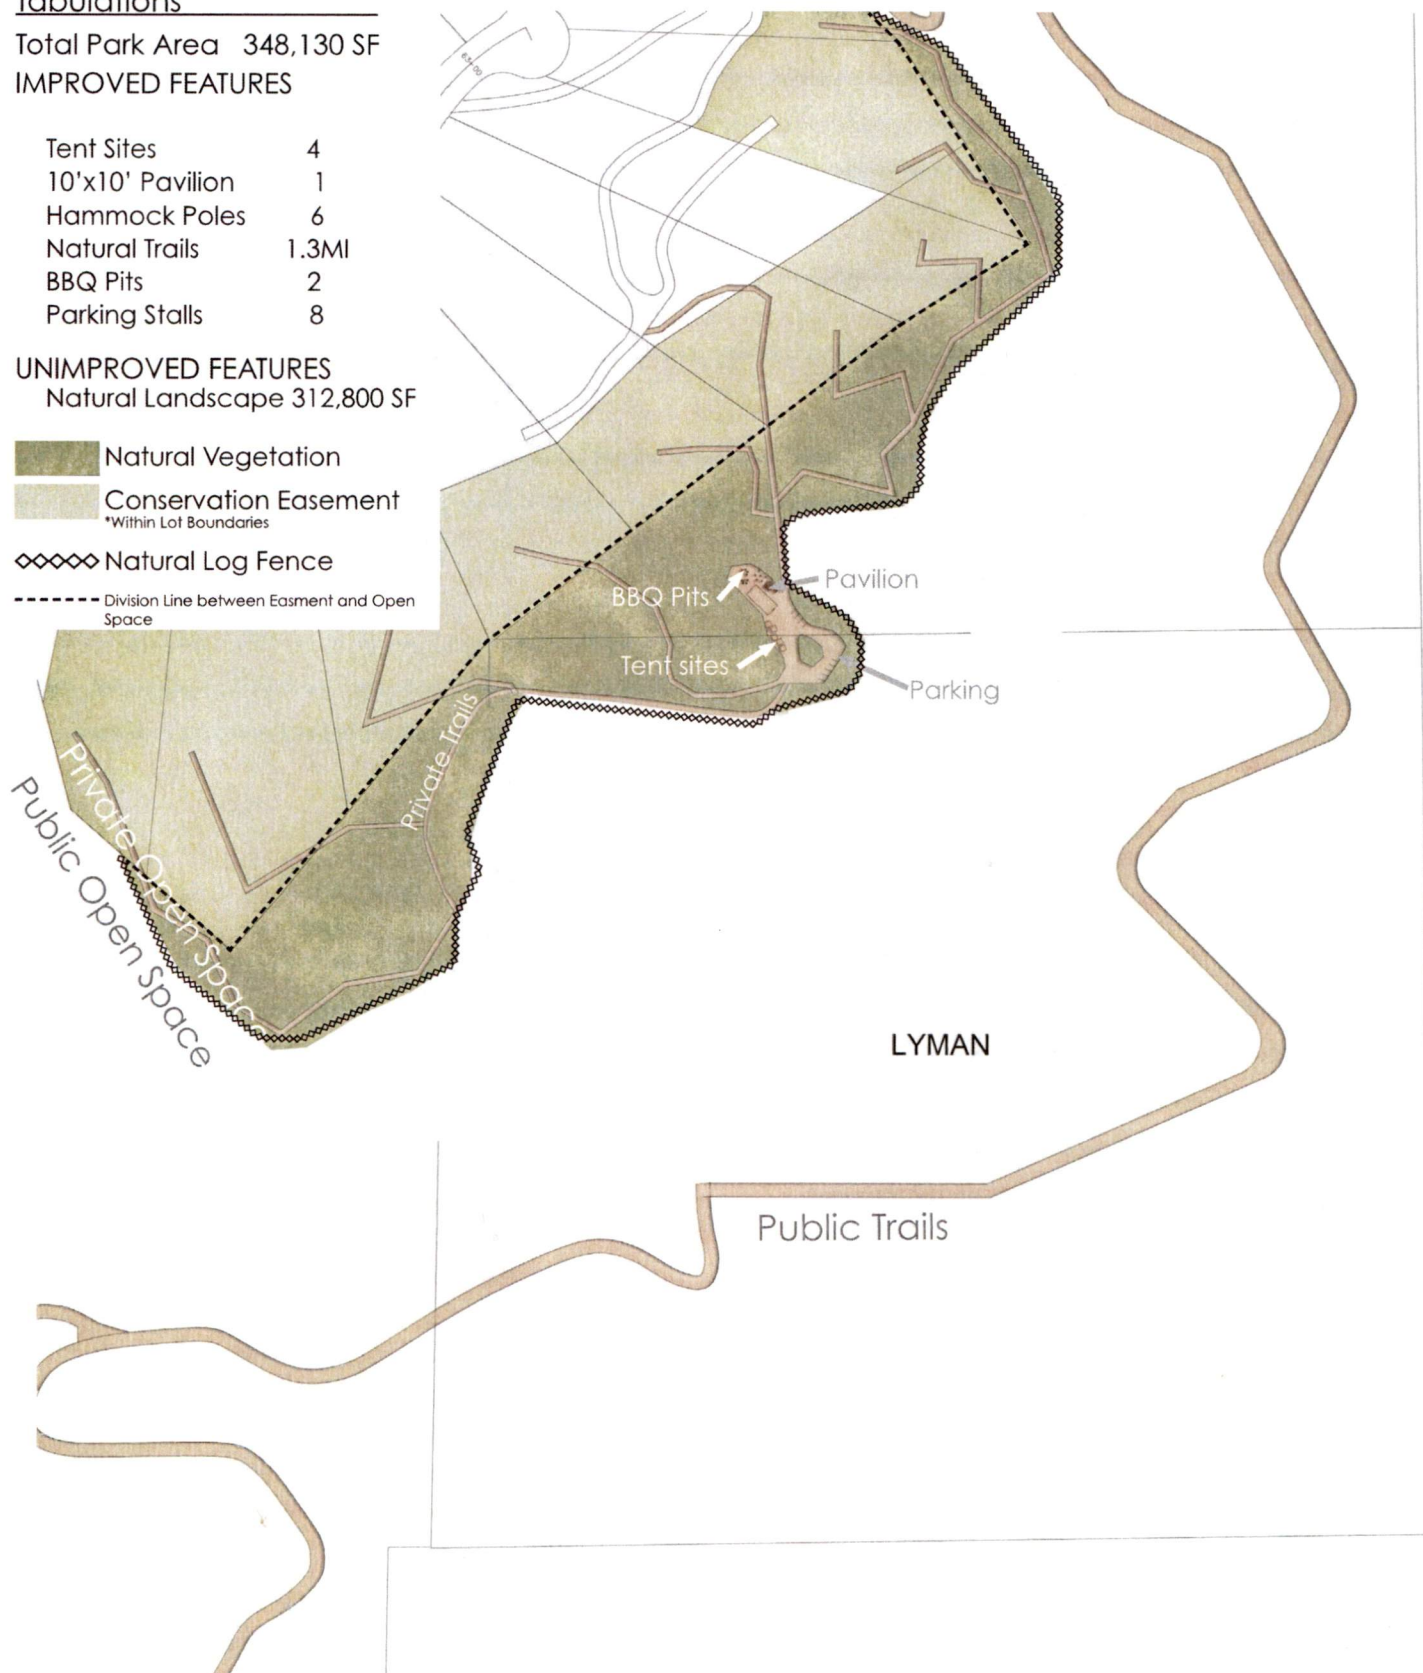 Tabulations
Total Park Area 348,130 SF
IMPROVED FEATURES
Tent Sites 4
10'x10' Pavilion 1
Hammock Poles 6
Natural Trails 1.3MI
BBQ Pits 2
Parking Stalls 8
UNIMPROVED FEATURES
Natural Landscape 312,800 SF
Natural Vegetation
Conservation Easement
*Within Lot Boundaries
Natural Log Fence
Division Line between Easment and Open
Space
BBQ Pits
Pavilion
Tent sites
Parking
Private Trails
Private Open Space
Public Open Space
LYMAN
Public Trails